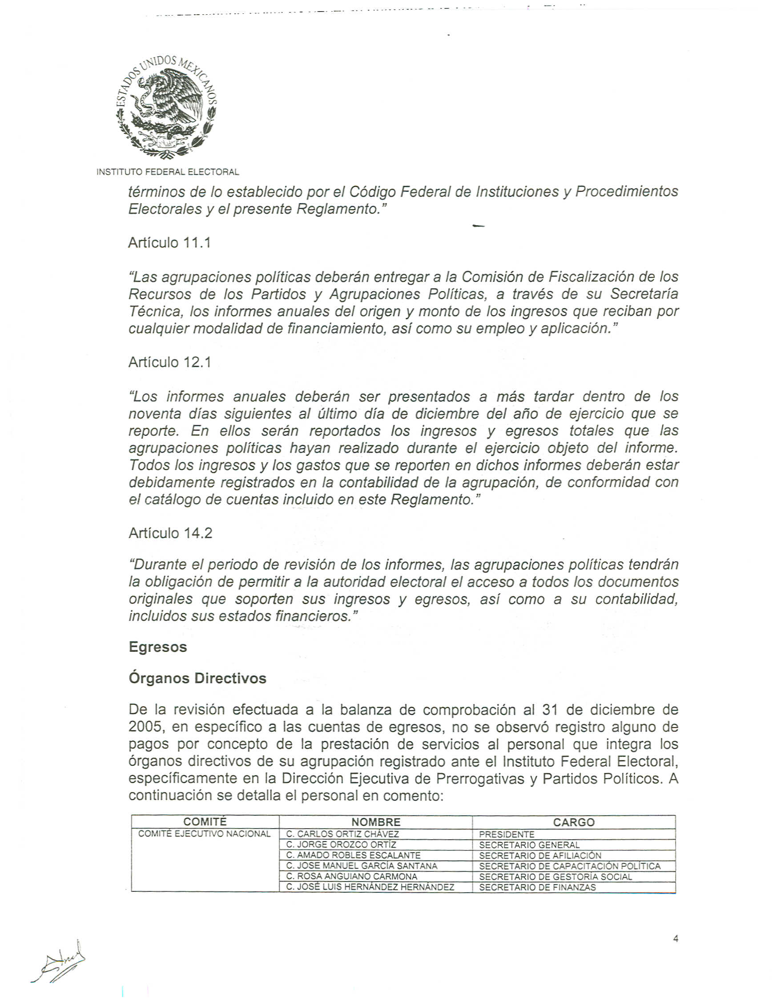 ESTADOS UNIDOS MEXICANOS
INSTITUTO FEDERAL ELECTORAL
términos de lo establecido por el Código Federal de Instituciones y Procedimientos
Electorales y el presente Reglamento.”
Artículo 11.1
“Las agrupaciones políticas deberán entregar a la Comisión de Fiscalización de los
Recursos de los Partidos y Agrupaciones Políticas, a través de su Secretaría
Técnica, los informes anuales del origen y monto de los ingresos que reciban por
cualquier modalidad de financiamiento, así como su empleo y aplicación.”
Artículo 12.1
“Los informes anuales deberán ser presentados a más tardar dentro de los
noventa días siguientes al último día de diciembre del año de ejercicio que se
reporte. En ellos serán reportados los ingresos y egresos totales que las
agrupaciones políticas hayan realizado durante el ejercicio objeto del informe.
Todos los ingresos y los gastos que se reporten en dichos informes deberán estar
debidamente registrados en la contabilidad de la agrupación, de conformidad con
el catálogo de cuentas incluido en este Reglamento.”
Artículo 14.2
“Durante el periodo de revisión de los informes, las agrupaciones políticas tendrán
la obligación de permitir a la autoridad electoral el acceso a todos los documentos
originales que soporten sus ingresos y egresos, así como a su contabilidad,
incluidos sus estados financieros.”
Egresos
Órganos Directivos
De la revisión efectuada a la balanza de comprobación al 31 de diciembre de
2005, en específico a las cuentas de egresos, no se observó registro alguno de
pagos por concepto de la prestación de servicios al personal que integra los
órganos directivos de su agrupación registrado ante el Instituto Federal Electoral,
específicamente en la Dirección Ejecutiva de Prerrogativas y Partidos Políticos. A
continuación se detalla el personal en comento:
COMITÉ NOMBRE CARGO
COMITÉ EJECUTIVO NACIONAL C. CARLOS ORTIZ CHÁVEZ PRESIDENTE
C. JORGE OROZCO ORTÍZ SECRETARIO GENERAL
C. AMADO ROBLES ESCALANTE SECRETARIO DE AFILIACIÓN
C. JOSE MANUEL GARCÍA SANTANA SECRETARIO DE CAPACITACIÓN POLÍTICA
C. ROSA ANGUIANO CARMONA SECRETARIO DE GESTORÍA SOCIAL
C. JOSÉ LUIS HERNÁNDEZ HERNÁNDEZ SECRETARIO DE FINANZAS
4